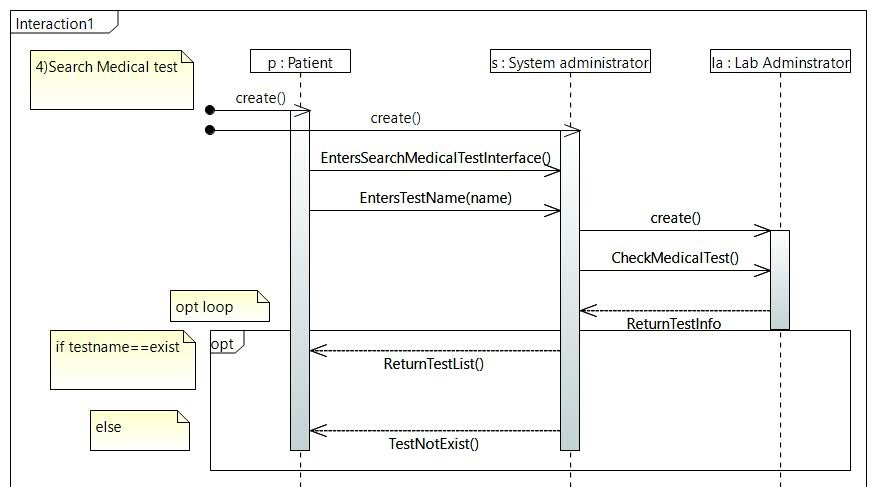 Interaction1
4)Search Medical test
p : Patient
s : System administrator
la : Lab Adminstrator
create()
create()
EntersSearchMedicalTestInterface()
EntersTestName(name)
create()
CheckMedicalTest()
opt loop
ReturnTestInfo
if testname==exist
opt
ReturnTestList()
else
TestNotExist()